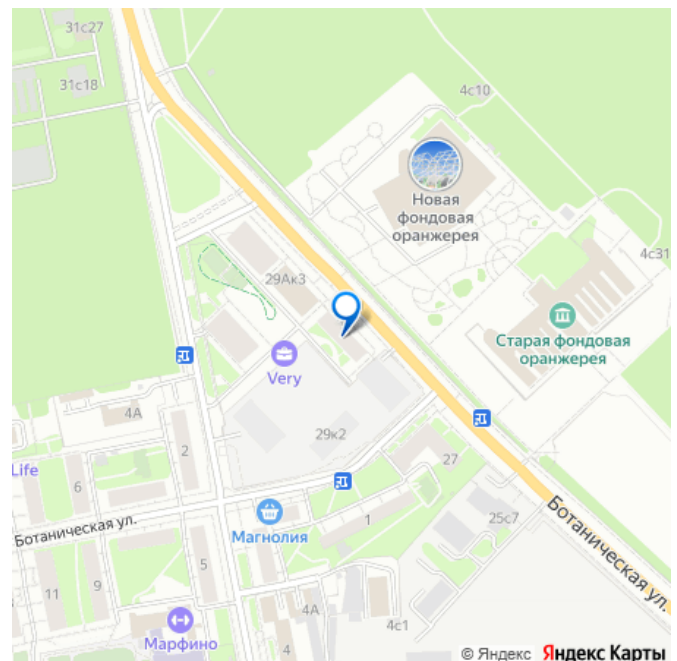 31с27
31с18
4с10
Новая
фондовая
оранжерея
4с31
29Ак3
Старая фондовая
оранжерея
Very
4А
29к2
2
Life
6
27
Ботаническая ул.
1
25с7
Ботаническая ул.
Магнолия
5
11
9
4А
4с1
Марфино
4
© Яндекс Яндекс Карты